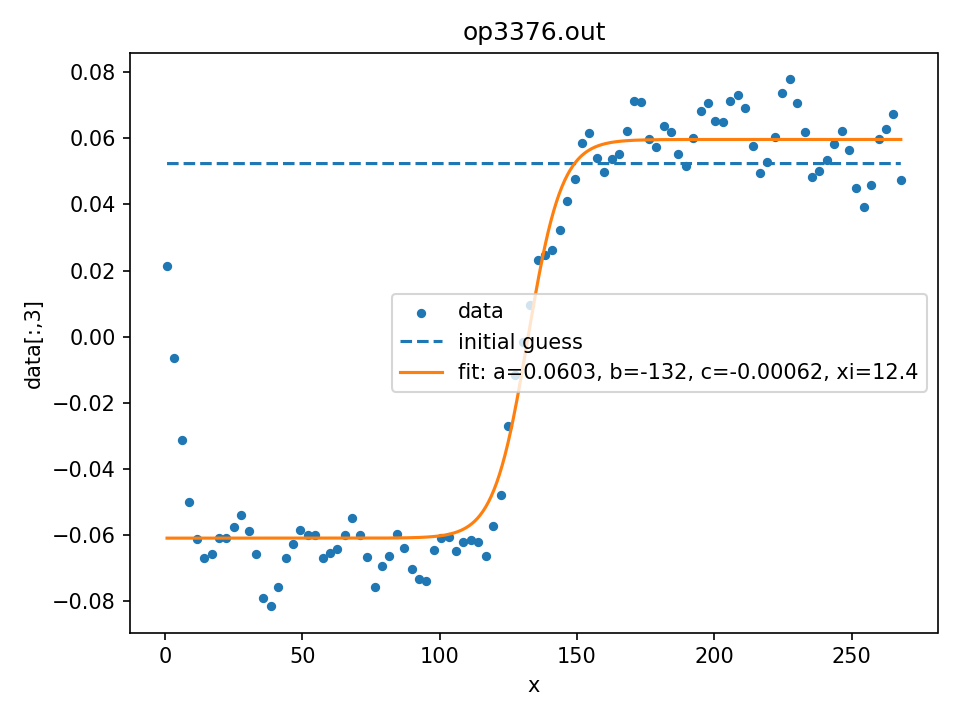 op3376.out
0.08
0.06
0.04
0.02
0.00
−0.02
−0.04
−0.06
−0.08
data[:,3]
data
initial guess
fit: a=0.0603, b=-132, c=-0.00062, xi=12.4
0 50 100 150 200 250
x